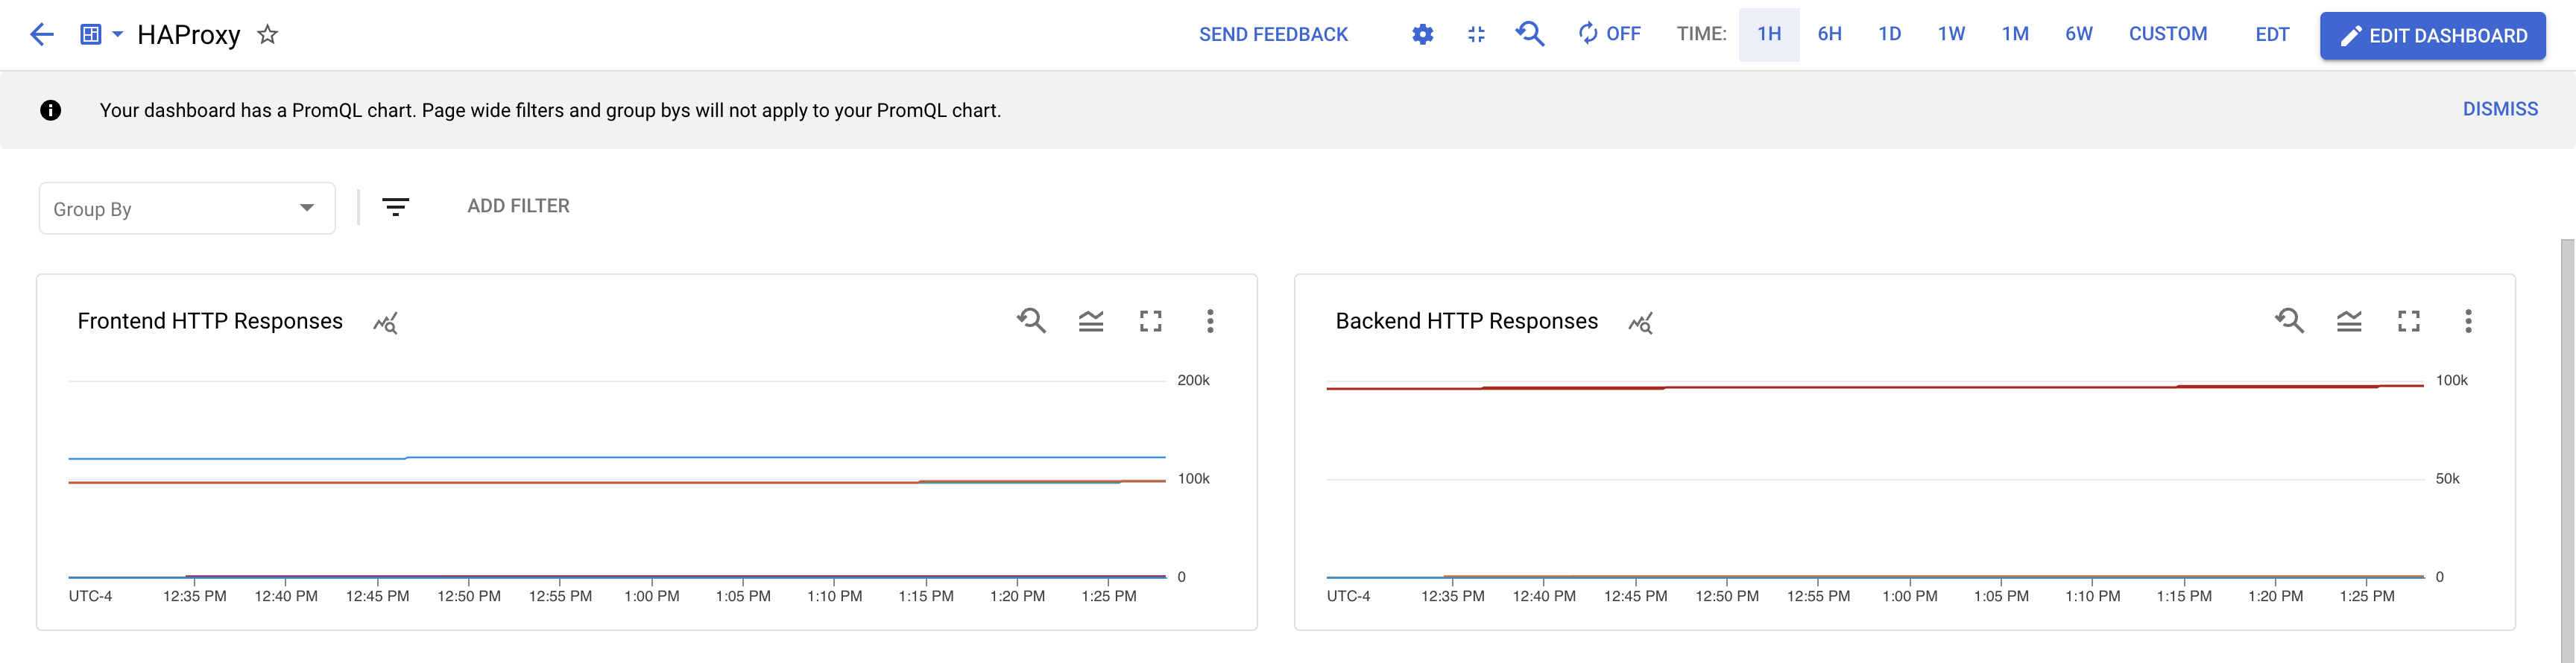 HAProxy
SEND FEEDBACK
OFF
TIME:
1H
6H
1D
1W
1M
6W
CUSTOM
EDT
EDIT DASHBOARD
Your dashboard has a PromQL chart. Page wide filters and group bys will not apply to your PromQL chart.
DISMISS
Group By
ADD FILTER
Frontend HTTP Responses
200k
100k
0
UTC-4
12:35 PM
12:40 PM
12:45 PM
12:50 PM
12:55 PM
1:00 PM
1:05 PM
1:10 PM
1:15 PM
1:20 PM
1:25 PM
Backend HTTP Responses
100k
50k
0
UTC-4
12:35 PM
12:40 PM
12:45 PM
12:50 PM
12:55 PM
1:00 PM
1:05 PM
1:10 PM
1:15 PM
1:20 PM
1:25 PM